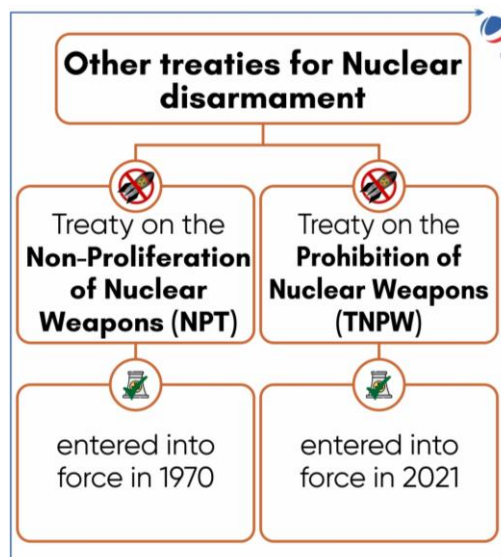 Other treaties for Nuclear
disarmament
Treaty on the
Non-Proliferation
of Nuclear
Weapons (NPT)
Treaty on the
Prohibition of
Nuclear Weapons
(TNPW)
entered into
force in 1970
entered into
force in 2021